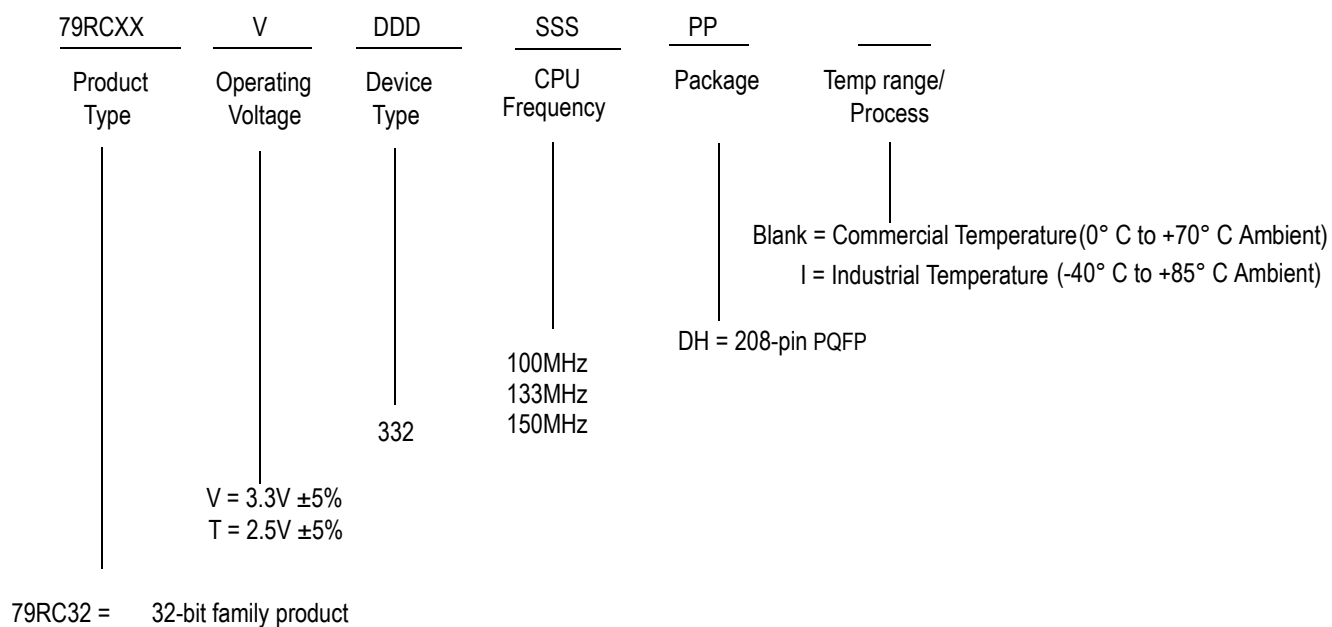 79RCXX V DDD SSS PP
Product Type
Operating Voltage
Device Type
CPU Frequency
Package
Temp range/ Process
Blank = Commercial Temperature(0° C to +70° C Ambient)
I = Industrial Temperature (-40° C to +85° C Ambient)
DH = 208-pin PQFP
100MHz
133MHz
150MHz
332
V = 3.3V ±5%
T = 2.5V ±5%
79RC32 = 32-bit family product